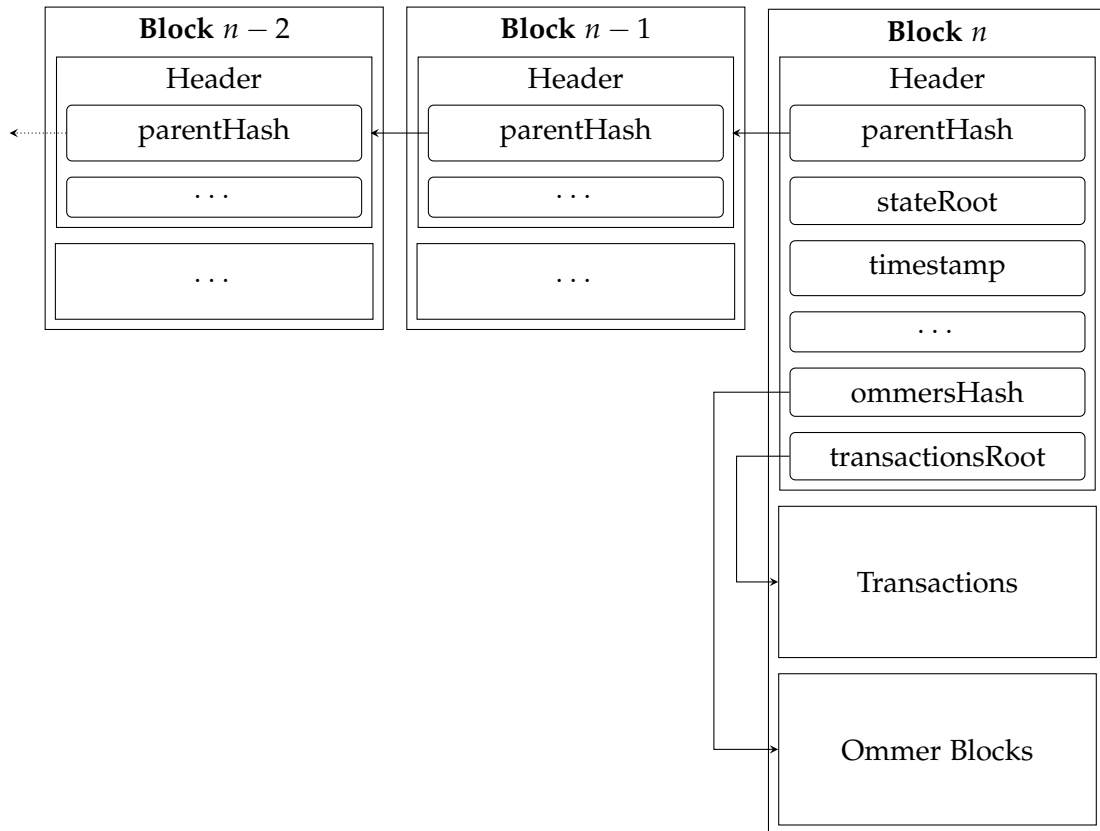 Block n − 2
Header
parentHash
· · ·
· · ·
Block n − 1
Header
parentHash
· · ·
· · ·
Block n
Header
parentHash
stateRoot
timestamp
· · ·
ommersHash
transactionsRoot
Transactions
Ommer Blocks